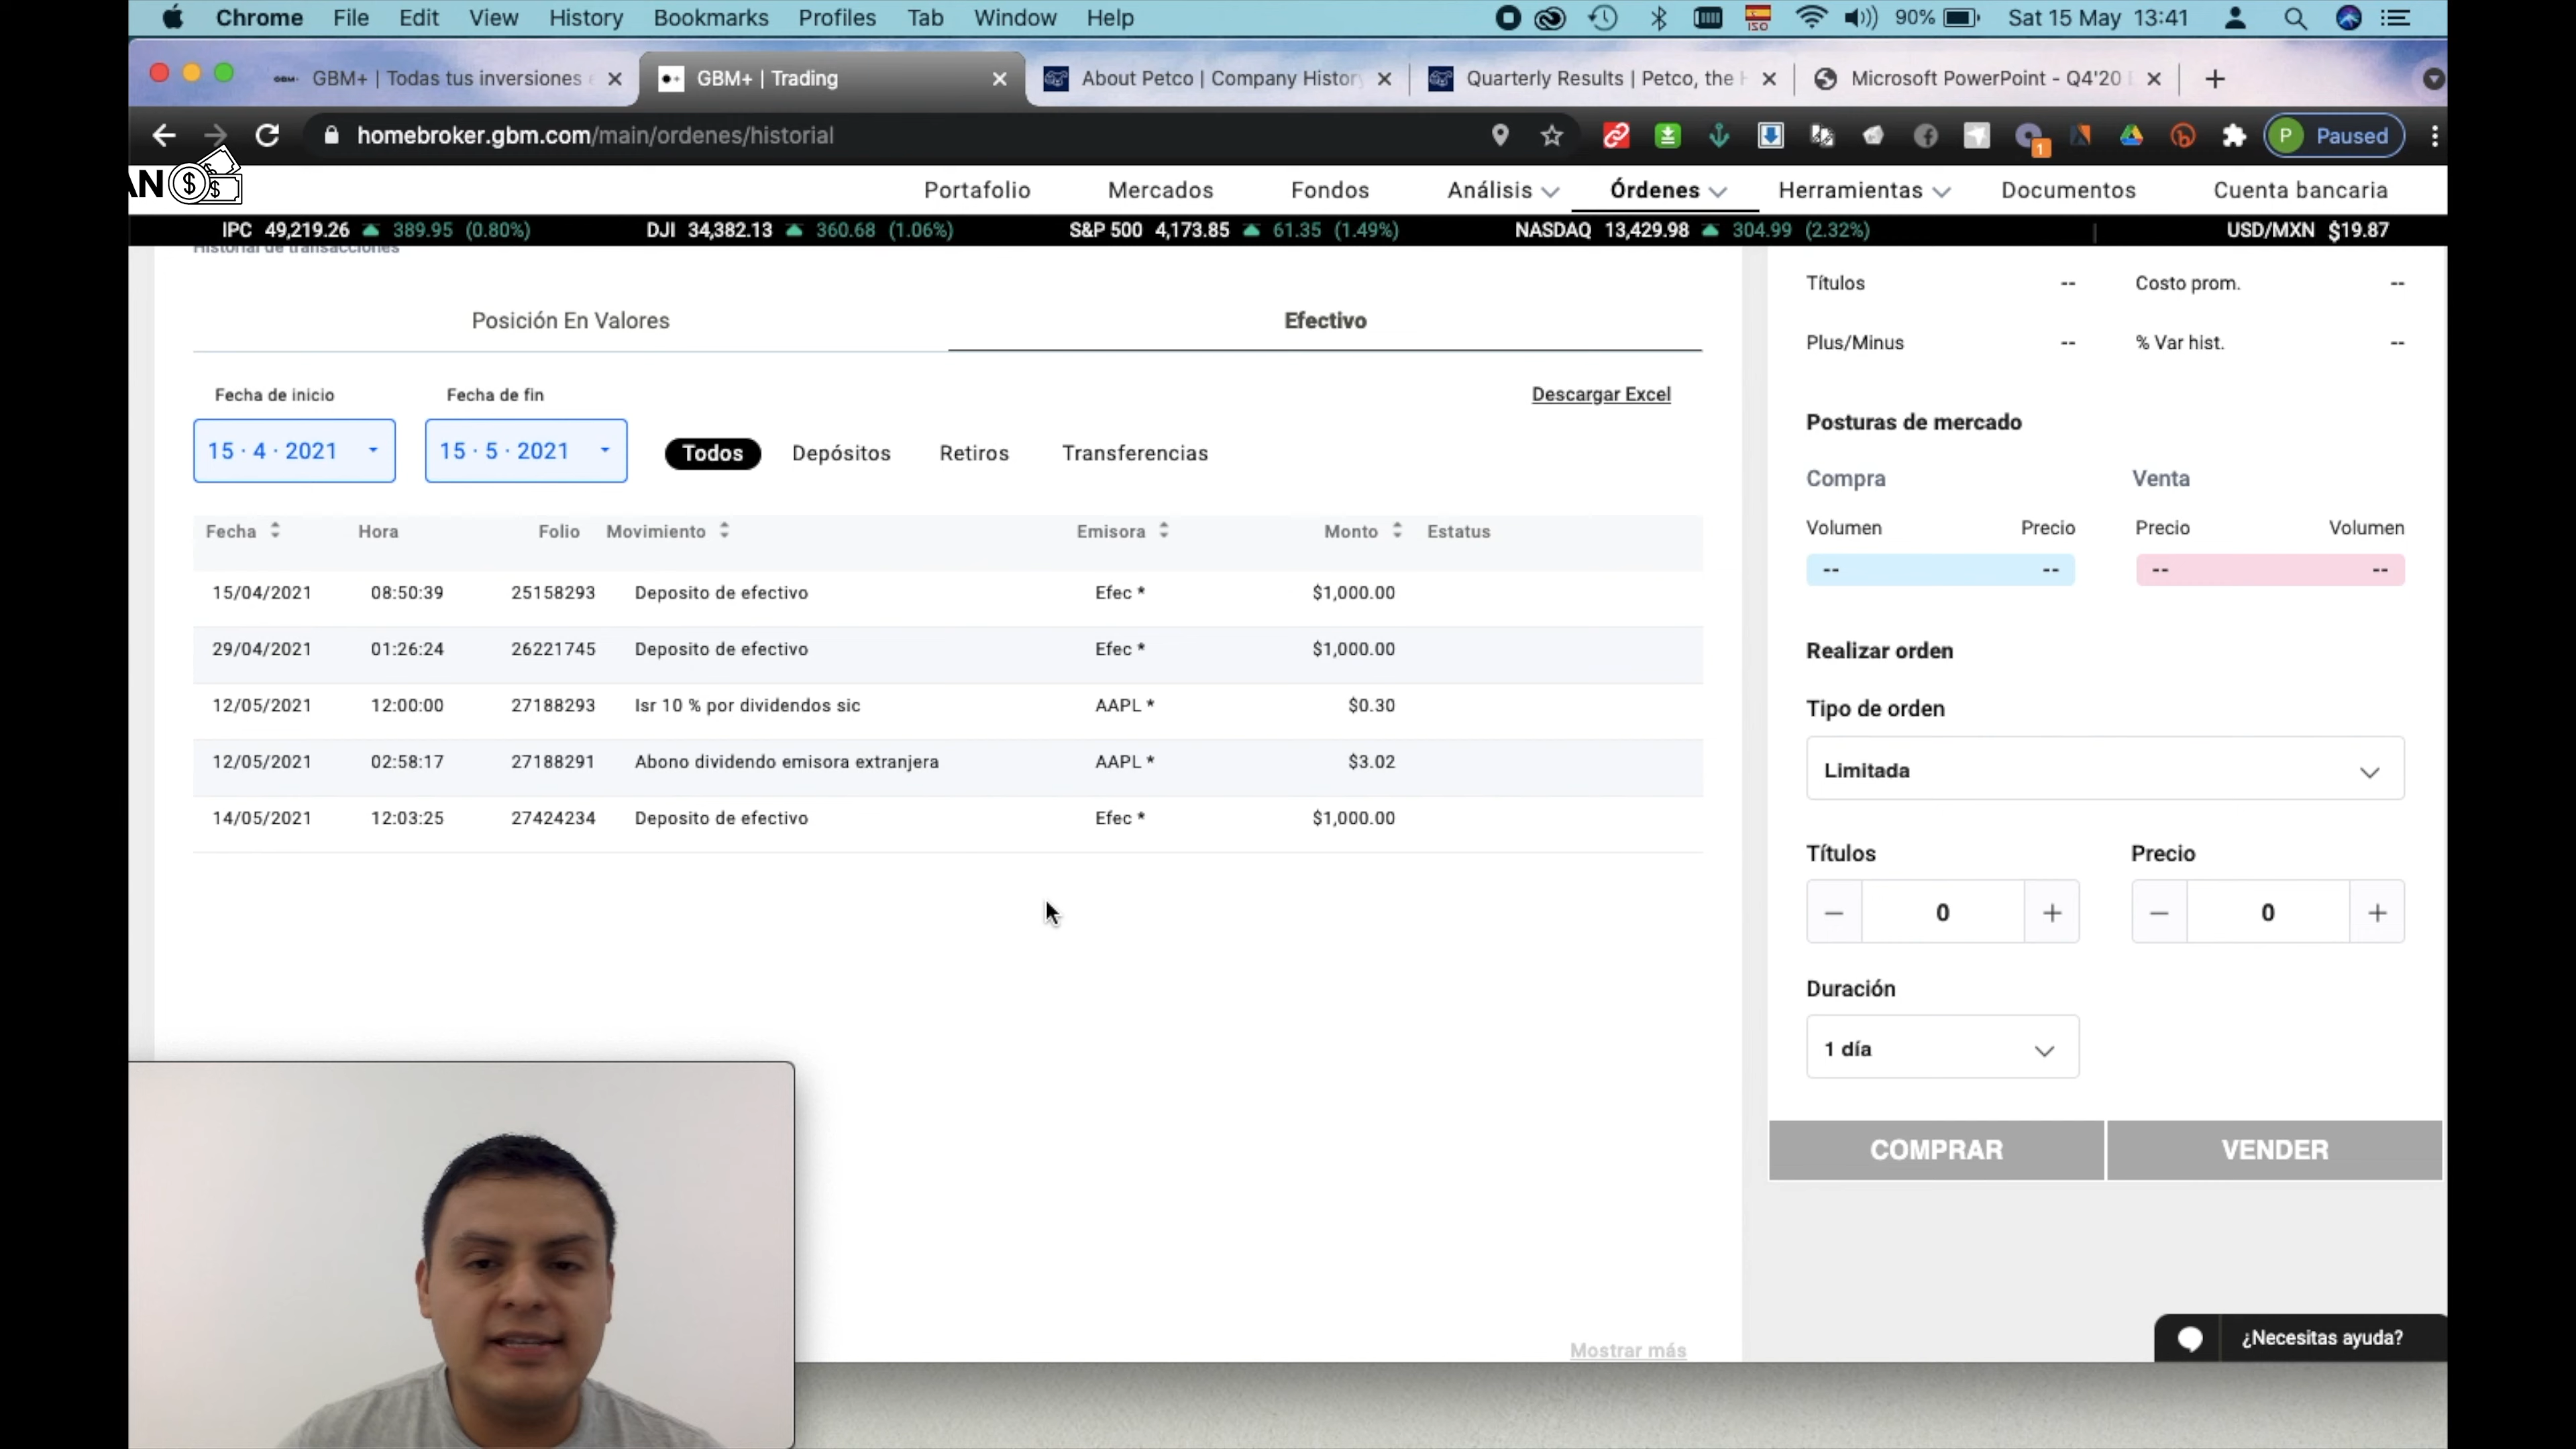 Chrome File Edit View History Bookmarks Profiles Tab Window Help ISO 90% Sat 15 May 13:41
GBM+ | Todas tus inversiones GBM+ | Trading About Petco | Company Histor Quarterly Results | Petco, the Microsoft PowerPoint - Q4'20
homebroker.gbm.com/main/ordenes/historial 1 P Paused
AN $ $ Portafolio Mercados Fondos Análisis Órdenes Herramientas Documentos Cuenta bancaria
IPC 49,219.26 389.95 (0.80%) DJI 34,382.13 360.68 (1.06%) S&P 500 4,173.85 61.35 (1.49%) NASDAQ 13,429.98 304.99 (2.32%) USD/MXN $19.87
Historial de transacciones
Posición En Valores Efectivo
Fecha de inicio Fecha de fin Descargar Excel
15 · 4 · 2021 15 · 5 · 2021 Todos Depósitos Retiros Transferencias
Fecha Hora Folio Movimiento Emisora Monto Estatus
15/04/2021 08:50:39 25158293 Deposito de efectivo Efec * $1,000.00
29/04/2021 01:26:24 26221745 Deposito de efectivo Efec * $1,000.00
12/05/2021 12:00:00 27188293 Isr 10 % por dividendos sic AAPL * $0.30
12/05/2021 02:58:17 27188291 Abono dividendo emisora extranjera AAPL * $3.02
14/05/2021 12:03:25 27424234 Deposito de efectivo Efec * $1,000.00
Mostrar más
Títulos -- Costo prom. --
Plus/Minus -- % Var hist. --
Posturas de mercado
Compra Venta
Volumen Precio Precio Volumen
-- -- -- --
Realizar orden
Tipo de orden
Limitada
Títulos Precio
− 0 + − 0 +
Duración
1 día
COMPRAR VENDER
¿Necesitas ayuda?